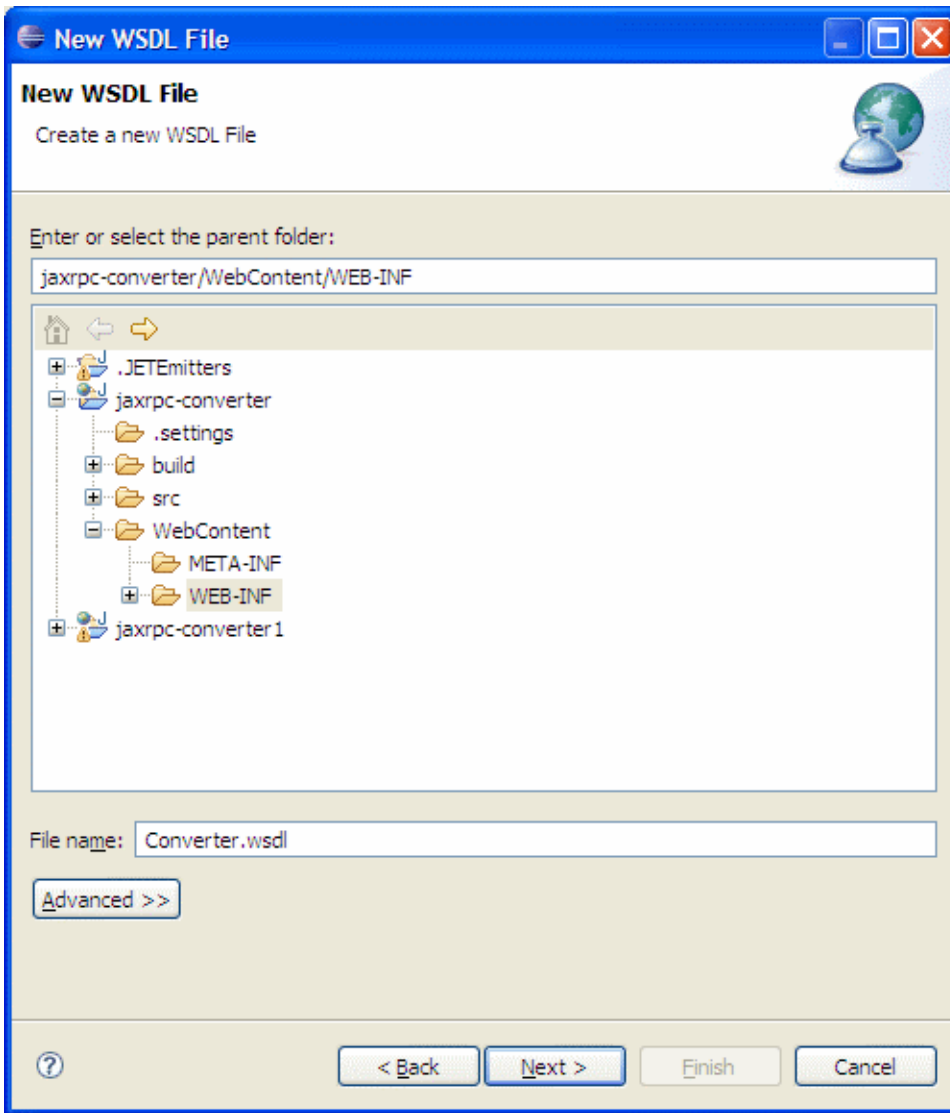 New WSDL File
New WSDL File
Create a new WSDL File
Enter or select the parent folder:
jaxrpc-converter/WebContent/WEB-INF
.JETEmitters
jaxrpc-converter
.settings
build
src
WebContent
META-INF
WEB-INF
jaxrpc-converter1
File name: Converter.wsdl
Advanced >>
< Back Next > Finish Cancel